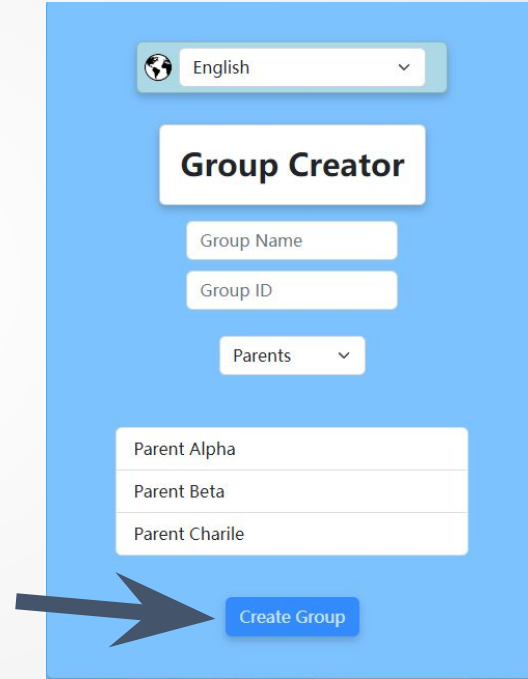 English
Group Creator
Group Name
Group ID
Parents
Parent Alpha
Parent Beta
Parent Charile
Create Group